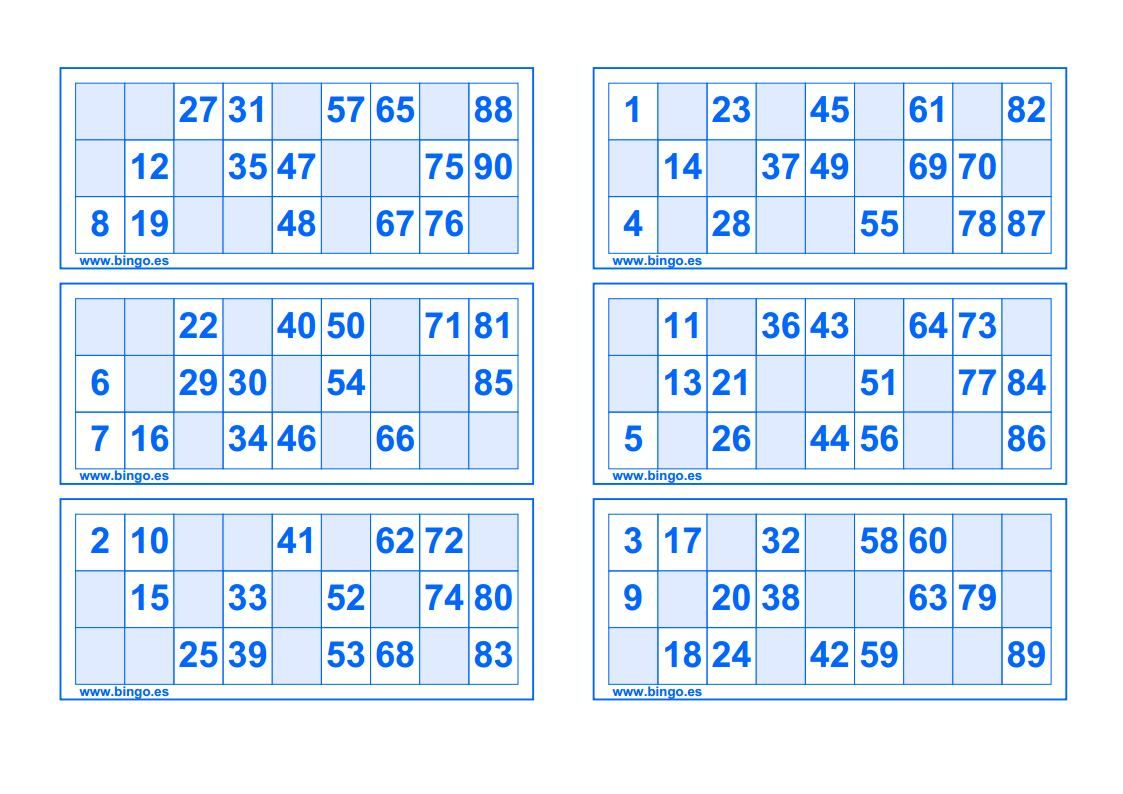 27 31 57 65 88
12 35 47 75 90
8 19 48 67 76
www.bingo.es
1 23 45 61 82
14 37 49 69 70
4 28 55 78 87
www.bingo.es
22 40 50 71 81
6 29 30 54 85
7 16 34 46 66
www.bingo.es
11 36 43 64 73
13 21 51 77 84
5 26 44 56 86
www.bingo.es
2 10 41 62 72
15 33 52 74 80
25 39 53 68 83
www.bingo.es
3 17 32 58 60
9 20 38 63 79
18 24 42 59 89
www.bingo.es